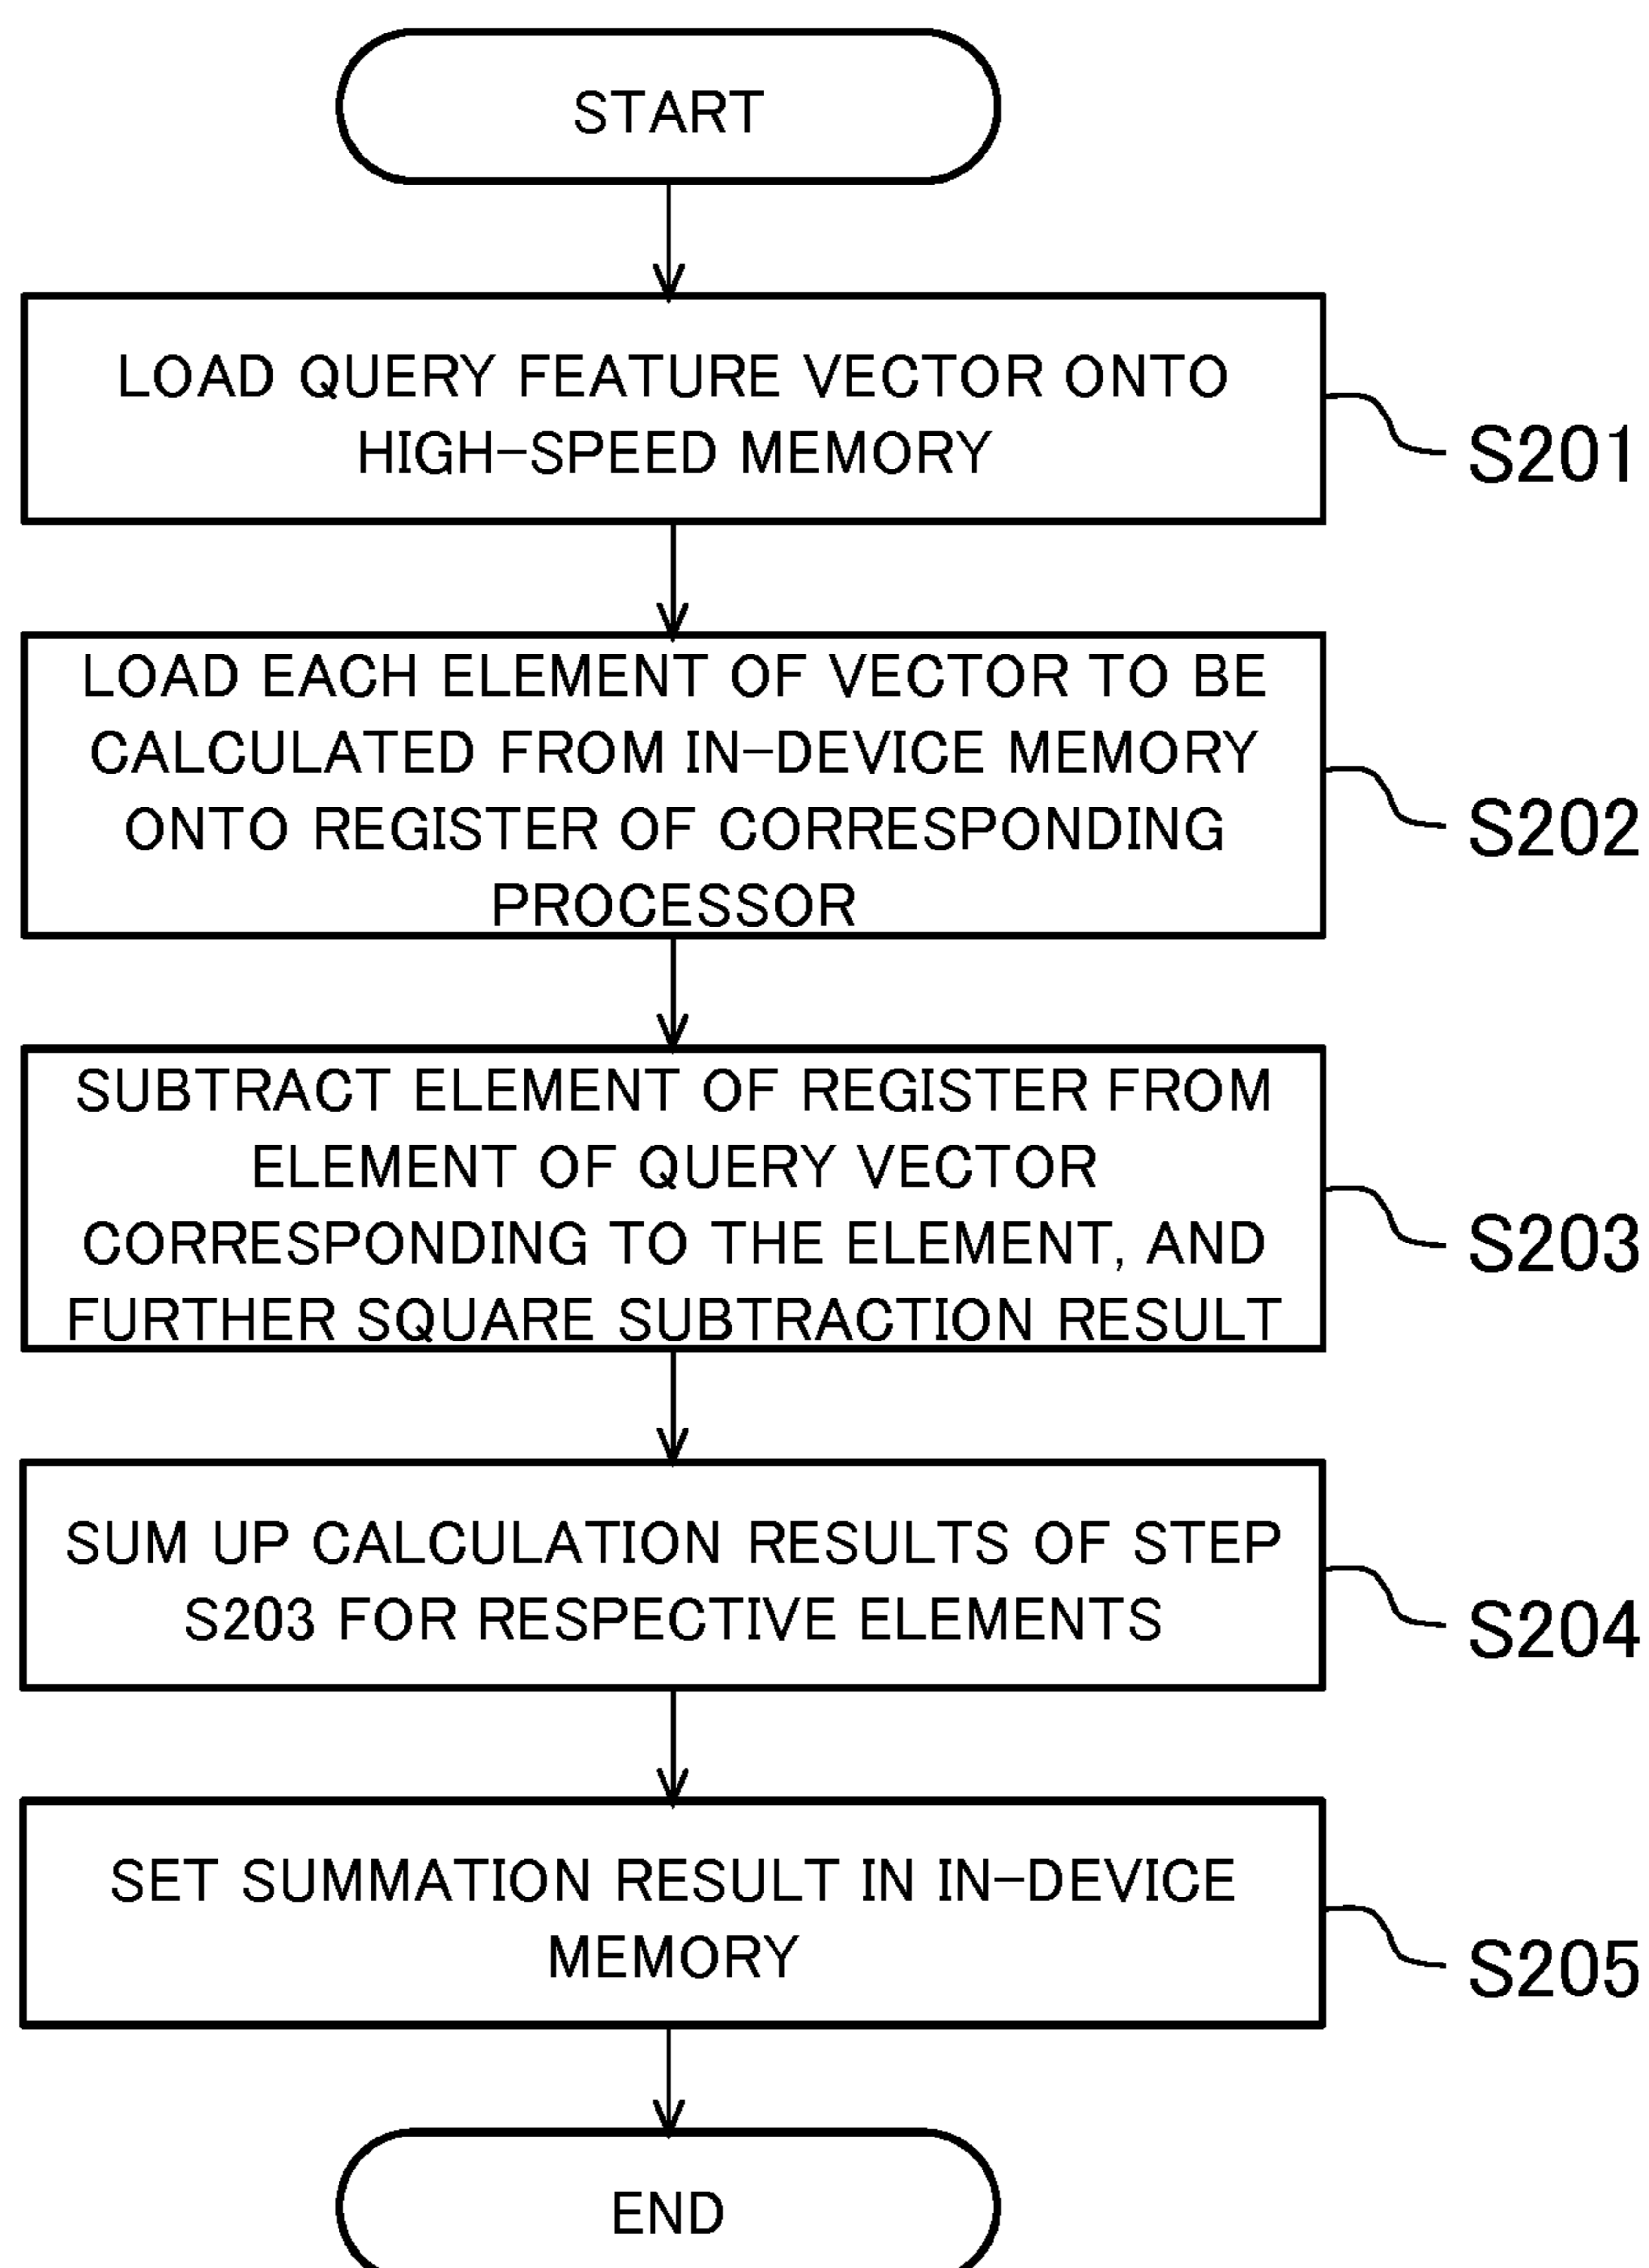 START
LOAD QUERY FEATURE VECTOR ONTO
HIGH-SPEED MEMORY
S201
LOAD EACH ELEMENT OF VECTOR TO BE
CALCULATED FROM IN-DEVICE MEMORY
ONTO REGISTER OF CORRESPONDING
PROCESSOR
S202
SUBTRACT ELEMENT OF REGISTER FROM
ELEMENT OF QUERY VECTOR
CORRESPONDING TO THE ELEMENT, AND
FURTHER SQUARE SUBTRACTION RESULT
S203
SUM UP CALCULATION RESULTS OF STEP
S203 FOR RESPECTIVE ELEMENTS
S204
SET SUMMATION RESULT IN IN-DEVICE
MEMORY
S205
END